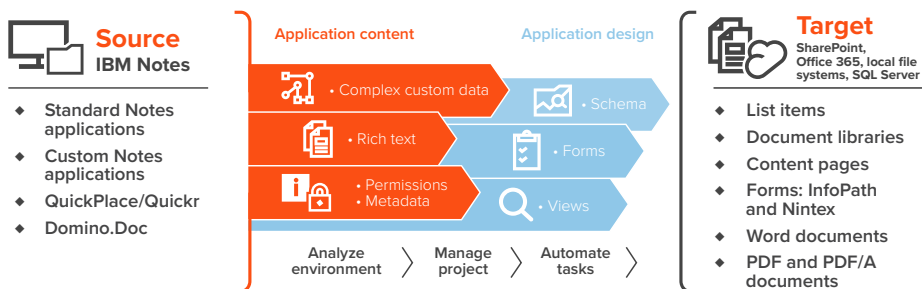 Source
IBM Notes
◆ Standard Notes
applications
◆ Custom Notes
applications
◆ QuickPlace/Quickr
◆ Domino.Doc
Application content
Application design
• Complex custom data
• Schema
• Rich text
• Forms
• Permissions
• Metadata
• Views
Analyze
environment
Manage
project
Automate
tasks
Target
SharePoint,
Office 365, local file
systems, SQL Server
◆ List items
◆ Document libraries
◆ Content pages
◆ Forms: InfoPath
and Nintex
◆ Word documents
◆ PDF and PDF/A
documents